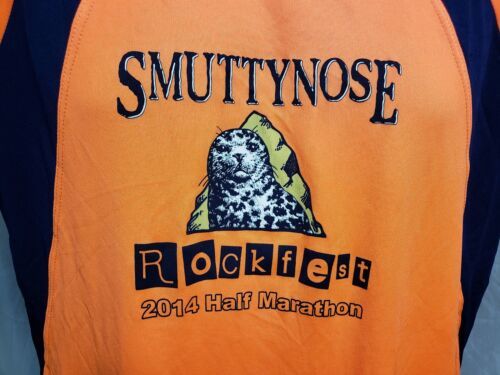 SMUTTYNOSE
Rockfest
2014 Half Marathon